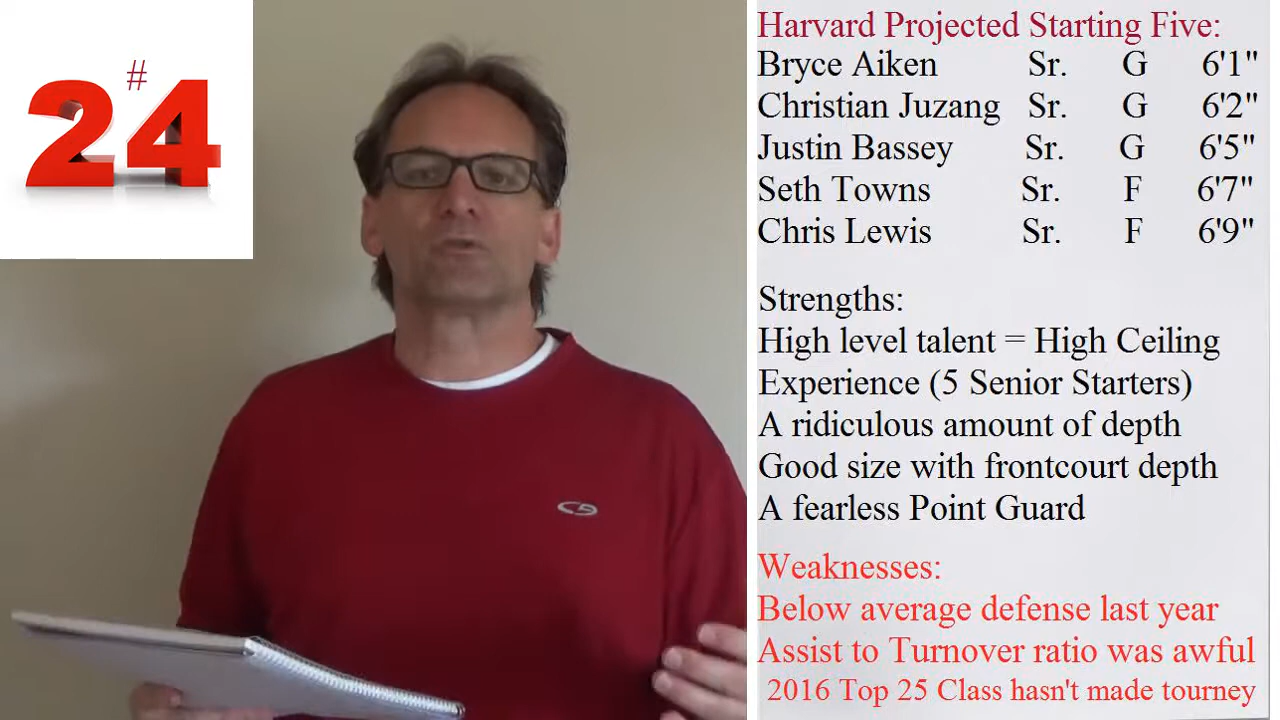 #
24
Harvard Projected Starting Five:
Bryce Aiken Sr. G 6'1"
Christian Juzang Sr. G 6'2"
Justin Bassey Sr. G 6'5"
Seth Towns Sr. F 6'7"
Chris Lewis Sr. F 6'9"
Strengths:
High level talent = High Ceiling
Experience (5 Senior Starters)
A ridiculous amount of depth
Good size with frontcourt depth
A fearless Point Guard
Weaknesses:
Below average defense last year
Assist to Turnover ratio was awful
2016 Top 25 Class hasn't made tourney